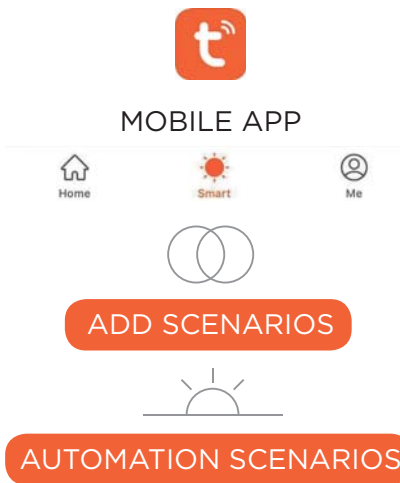 t
MOBILE APP
Home Smart Me
ADD SCENARIOS
AUTOMATION SCENARIOS